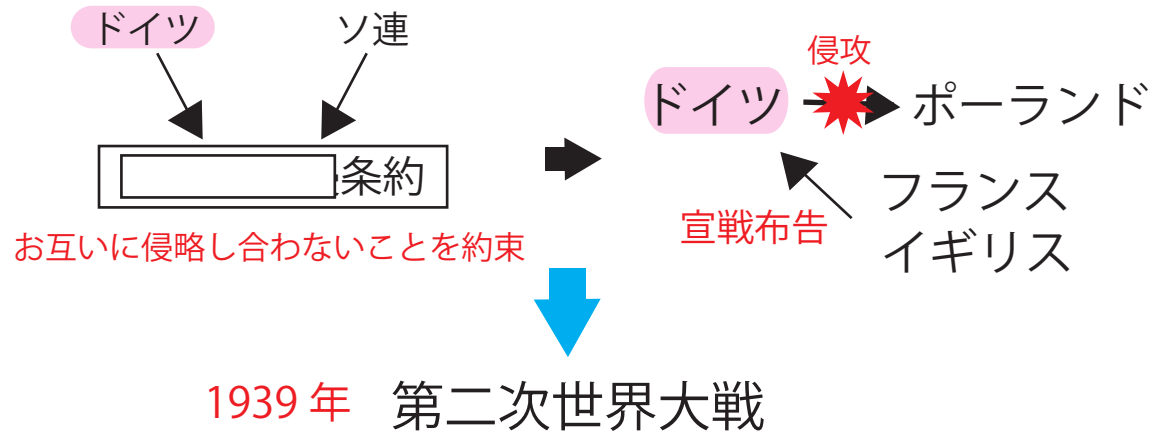 ドイツ
ソ連
条約
お互いに侵略し合わないことを約束
侵攻
ドイツ
ポーランド
フランス
イギリス
宣戦布告
1939 年 第二次世界大戦